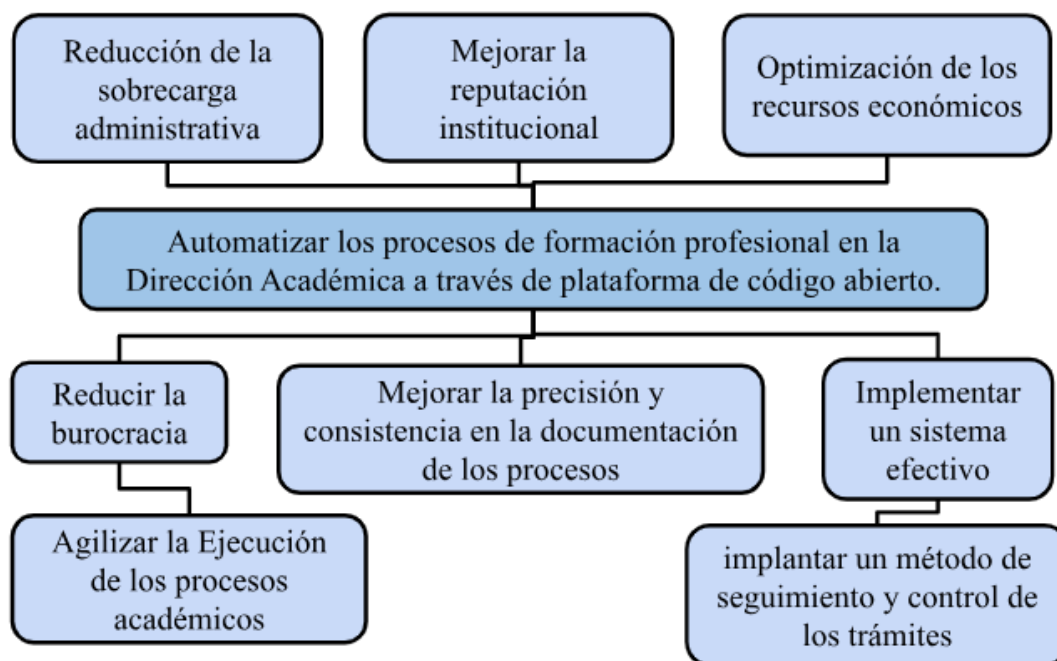 Reducción de la
sobrecarga
administrativa
Mejorar la
reputación
institucional
Optimización de los
recursos económicos
Automatizar los procesos de formación profesional en la
Dirección Académica a través de plataforma de código abierto.
Reducir la
burocracia
Mejorar la precisión y
consistencia en la documentación
de los procesos
Implementar
un sistema
efectivo
Agilizar la Ejecución
de los procesos
académicos
implantar un método de
seguimiento y control de
los trámites